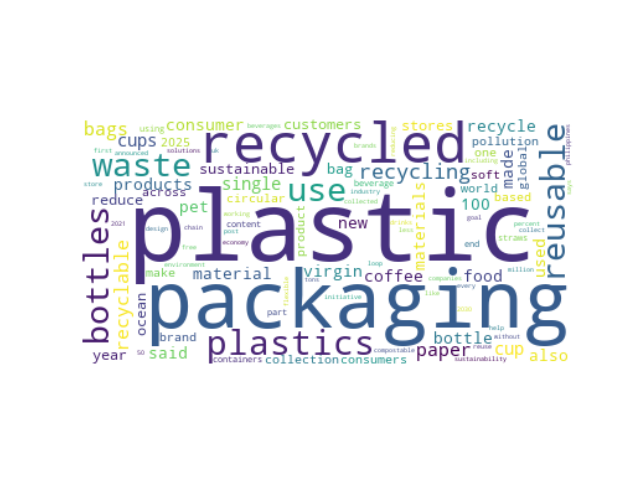 bags using consumer beverages customers stores recycle
cups 2025 recycled pollution
waste sustainable bag recycling soft made global
products across single use beverage one including
reduce circular product industry materials world based 100
plastic
2021 pet content new philippines reusable
bottles working drinks less goal percent
design chain post collected end straws collect
recyclable free economy used
make environment loop
material virgin coffee companies food million
ocean tons initiative like every
packaging
part flexible help
brand plastics bottle without
year 50 said containers compostable paper reuse cup also
collection consumers sustainability
first announced solutions uk brands reducing
store